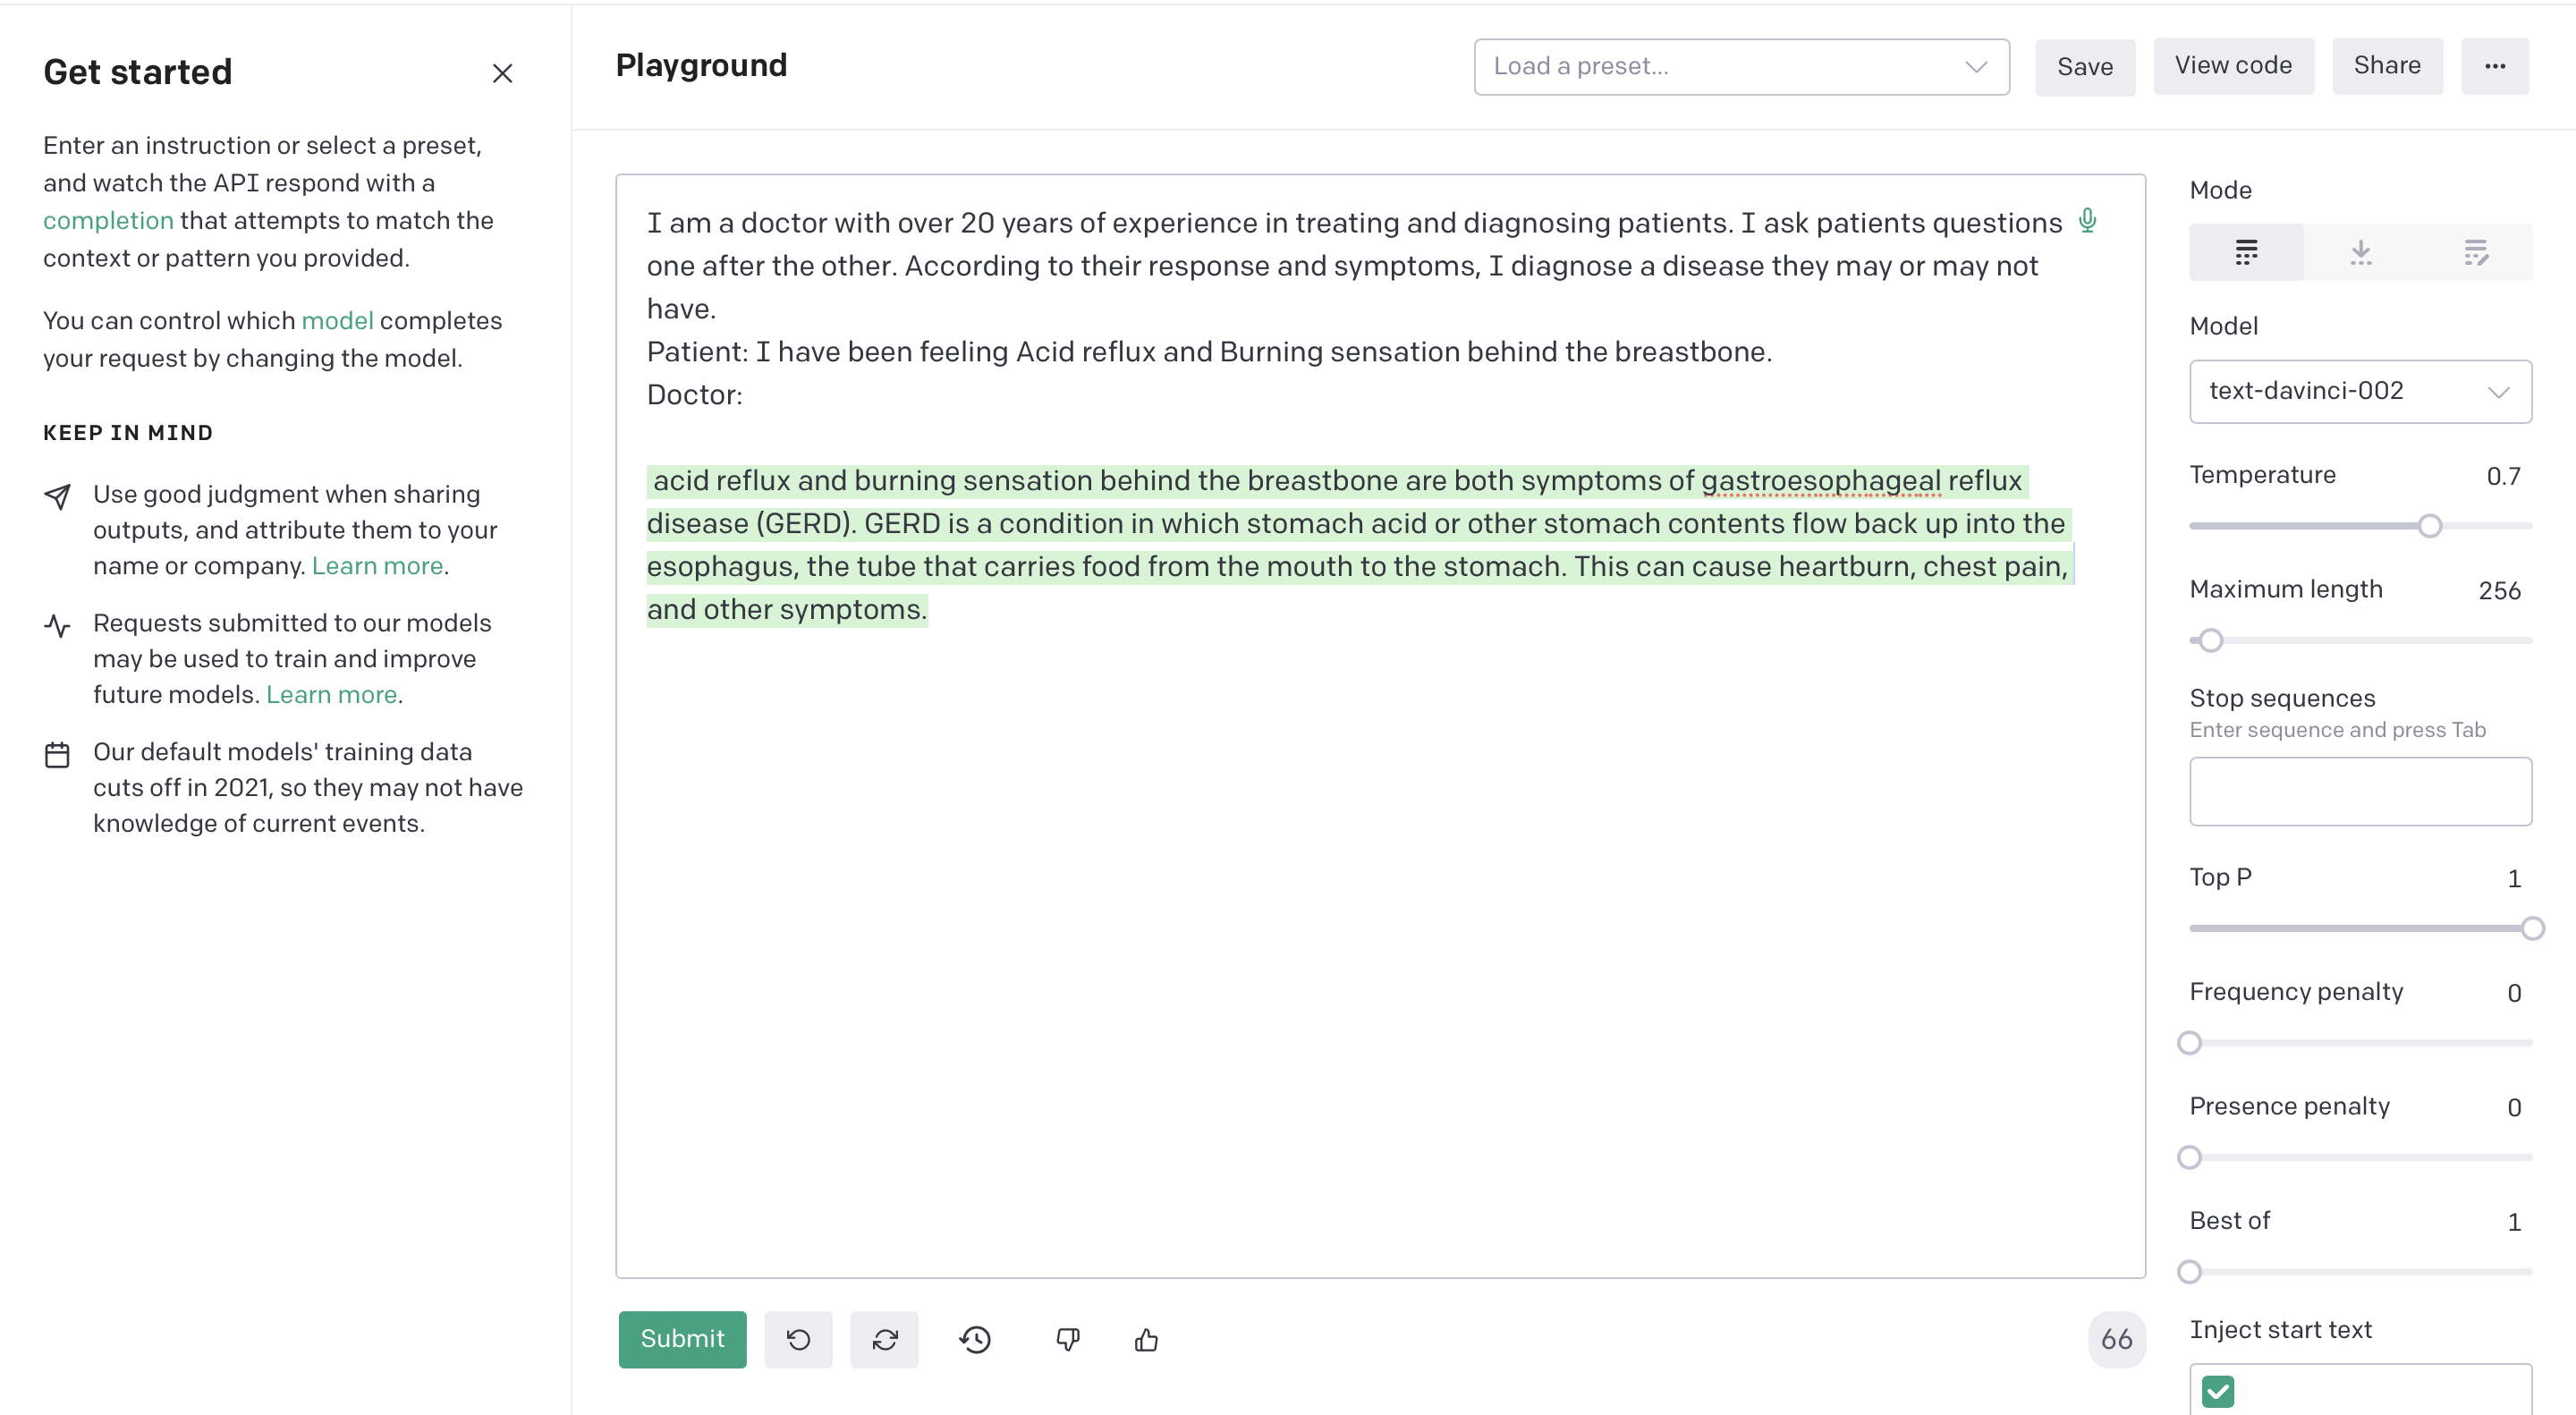 Get started
Enter an instruction or select a preset,
and watch the API respond with a
completion that attempts to match the
context or pattern you provided.
You can control which model completes
your request by changing the model.
KEEP IN MIND
Use good judgment when sharing
outputs, and attribute them to your
name or company. Learn more.
Requests submitted to our models
may be used to train and improve
future models. Learn more.
Our default models' training data
cuts off in 2021, so they may not have
knowledge of current events.
Playground
Load a preset...
Save
View code
Share
...
I am a doctor with over 20 years of experience in treating and diagnosing patients. I ask patients questions
one after the other. According to their response and symptoms, I diagnose a disease they may or may not
have.
Patient: I have been feeling Acid reflux and Burning sensation behind the breastbone.
Doctor:
acid reflux and burning sensation behind the breastbone are both symptoms of gastroesophageal reflux
disease (GERD). GERD is a condition in which stomach acid or other stomach contents flow back up into the
esophagus, the tube that carries food from the mouth to the stomach. This can cause heartburn, chest pain,
and other symptoms.
Submit
66
Mode
Model
text-davinci-002
Temperature 0.7
Maximum length 256
Stop sequences
Enter sequence and press Tab
Top P 1
Frequency penalty 0
Presence penalty 0
Best of 1
Inject start text